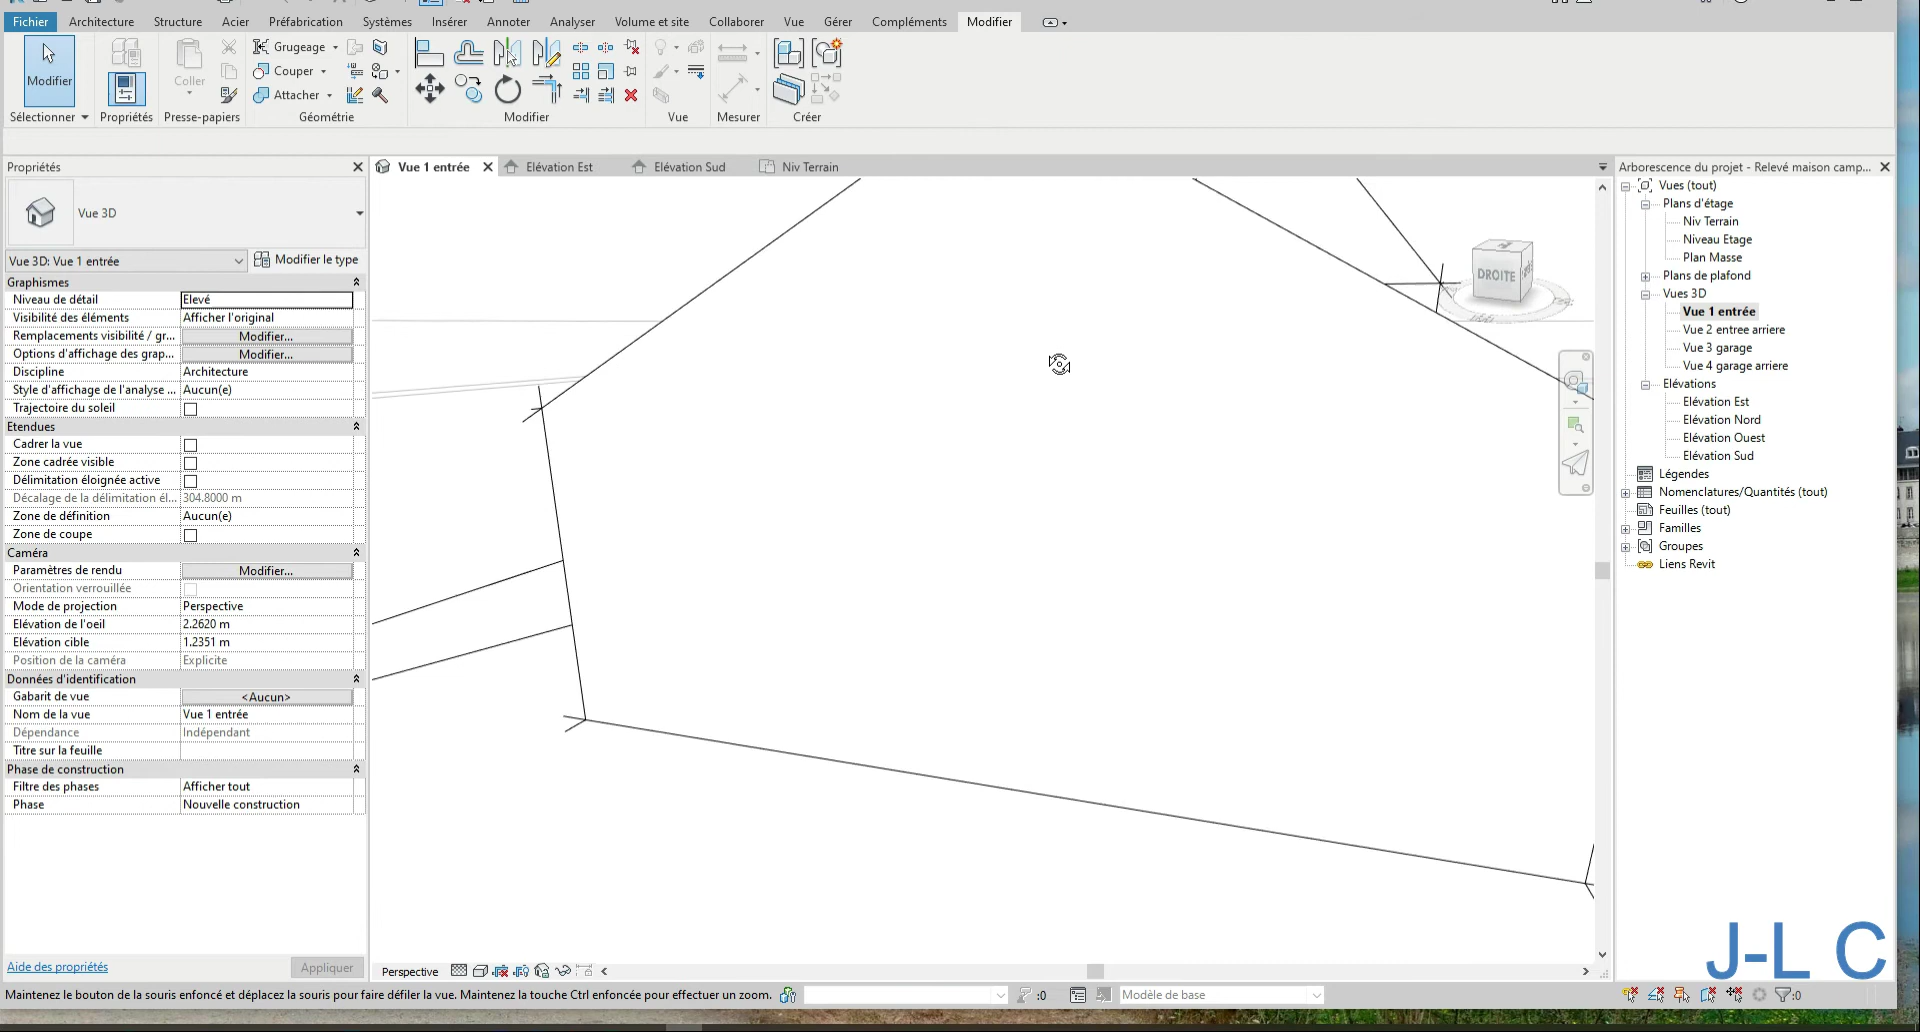 Fichier Architecture Structure Acier Préfabrication Systèmes Insérer Annoter Analyser Volume et site Collaborer Vue Gérer Compléments Modifier
Modifier
Coller
Grugeage
Couper
Attacher
Sélectionner Propriétés Presse-papiers Géométrie Modifier Vue Mesurer Créer
Propriétés
Vue 3D
Vue 3D: Vue 1 entrée Modifier le type
Graphismes
Niveau de détail Elevé
Visibilité des éléments Afficher l'original
Remplacements visibilité / gr... Modifier...
Options d'affichage des grap... Modifier...
Discipline Architecture
Style d'affichage de l'analyse ... Aucun(e)
Trajectoire du soleil
Etendues
Cadrer la vue
Zone cadrée visible
Délimitation éloignée active
Décalage de la délimitation él... 304.8000 m
Zone de définition Aucun(e)
Zone de coupe
Caméra
Paramètres de rendu Modifier...
Orientation verrouillée
Mode de projection Perspective
Elévation de l'oeil 2.2620 m
Elévation cible 1.2351 m
Position de la caméra Explicite
Données d'identification
Gabarit de vue <Aucun>
Nom de la vue Vue 1 entrée
Dépendance Indépendant
Titre sur la feuille
Phase de construction
Filtre des phases Afficher tout
Phase Nouvelle construction
Aide des propriétés Appliquer
Vue 1 entrée Elévation Est Elévation Sud Niv Terrain
DROITE
Perspective
Arborescence du projet - Relevé maison camp...
Vues (tout)
Plans d'étage
Niv Terrain
Niveau Etage
Plan Masse
Plans de plafond
Vues 3D
Vue 1 entrée
Vue 2 entree arriere
Vue 3 garage
Vue 4 garage arriere
Elévations
Elévation Est
Elévation Nord
Elévation Ouest
Elévation Sud
Légendes
Nomenclatures/Quantités (tout)
Feuilles (tout)
Familles
Groupes
Liens Revit
J-L C
Maintenez le bouton de la souris enfoncé et déplacez la souris pour faire défiler la vue. Maintenez la touche Ctrl enfoncée pour effectuer un zoom. :0 Modèle de base :0